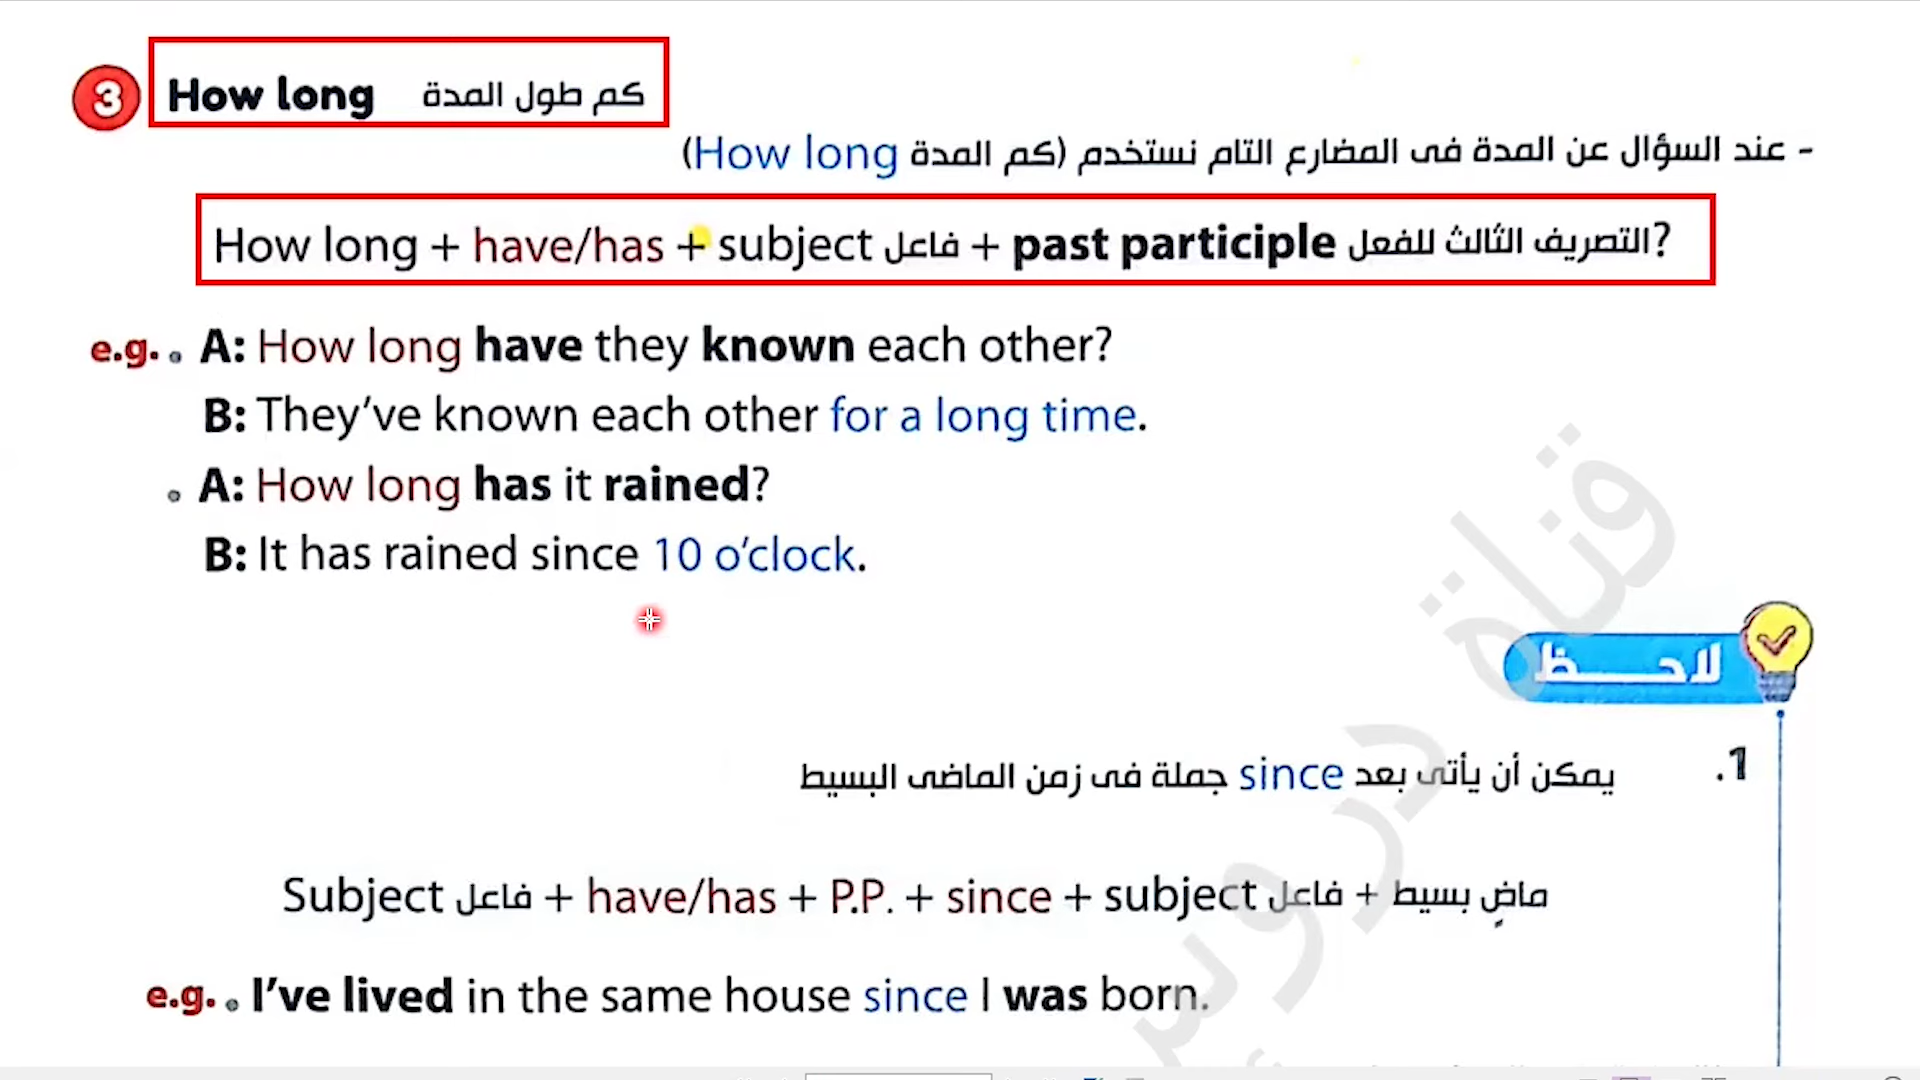 3 How long كم طول المدة
- عند السؤال عن المدة فى المضارع التام نستخدم (كم المدة How long)
How long + have/has + subject فاعل + past participle التصريف الثالث للفعل?
e.g. • A: How long have they known each other?
B: They’ve known each other for a long time.
• A: How long has it rained?
B: It has rained since 10 o’clock.
لاحـظ
1. يمكن أن يأتى بعد since جملة فى زمن الماضى البسيط
Subject فاعل + have/has + P.P. + since + subject فاعل + ماضٍ بسيط
e.g. • I’ve lived in the same house since I was born.
قناة دروس